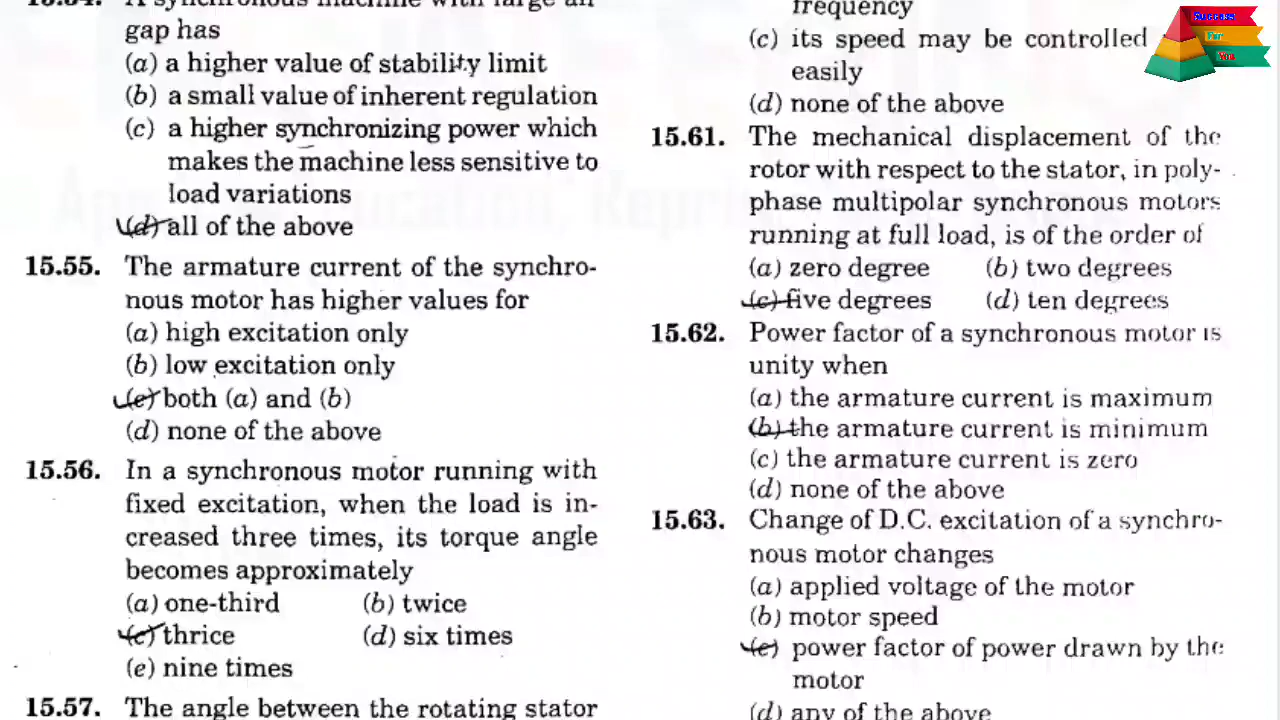 15.54. A synchronous machine with large air
gap has
(a) a higher value of stability limit
(b) a small value of inherent regulation
(c) a higher synchronizing power which
makes the machine less sensitive to
load variations
(d) all of the above
15.55. The armature current of the synchro-
nous motor has higher values for
(a) high excitation only
(b) low excitation only
(c) both (a) and (b)
(d) none of the above
15.56. In a synchronous motor running with
fixed excitation, when the load is in-
creased three times, its torque angle
becomes approximately
(a) one-third (b) twice
(c) thrice (d) six times
(e) nine times
15.57. The angle between the rotating stator
frequency
(c) its speed may be controlled
easily
(d) none of the above
15.61. The mechanical displacement of the
rotor with respect to the stator, in poly-
phase multipolar synchronous motors
running at full load, is of the order of
(a) zero degree (b) two degrees
(c) five degrees (d) ten degrees
15.62. Power factor of a synchronous motor is
unity when
(a) the armature current is maximum
(b) the armature current is minimum
(c) the armature current is zero
(d) none of the above
15.63. Change of D.C. excitation of a synchro-
nous motor changes
(a) applied voltage of the motor
(b) motor speed
(c) power factor of power drawn by the
motor
(d) any of the above
Success
For
You